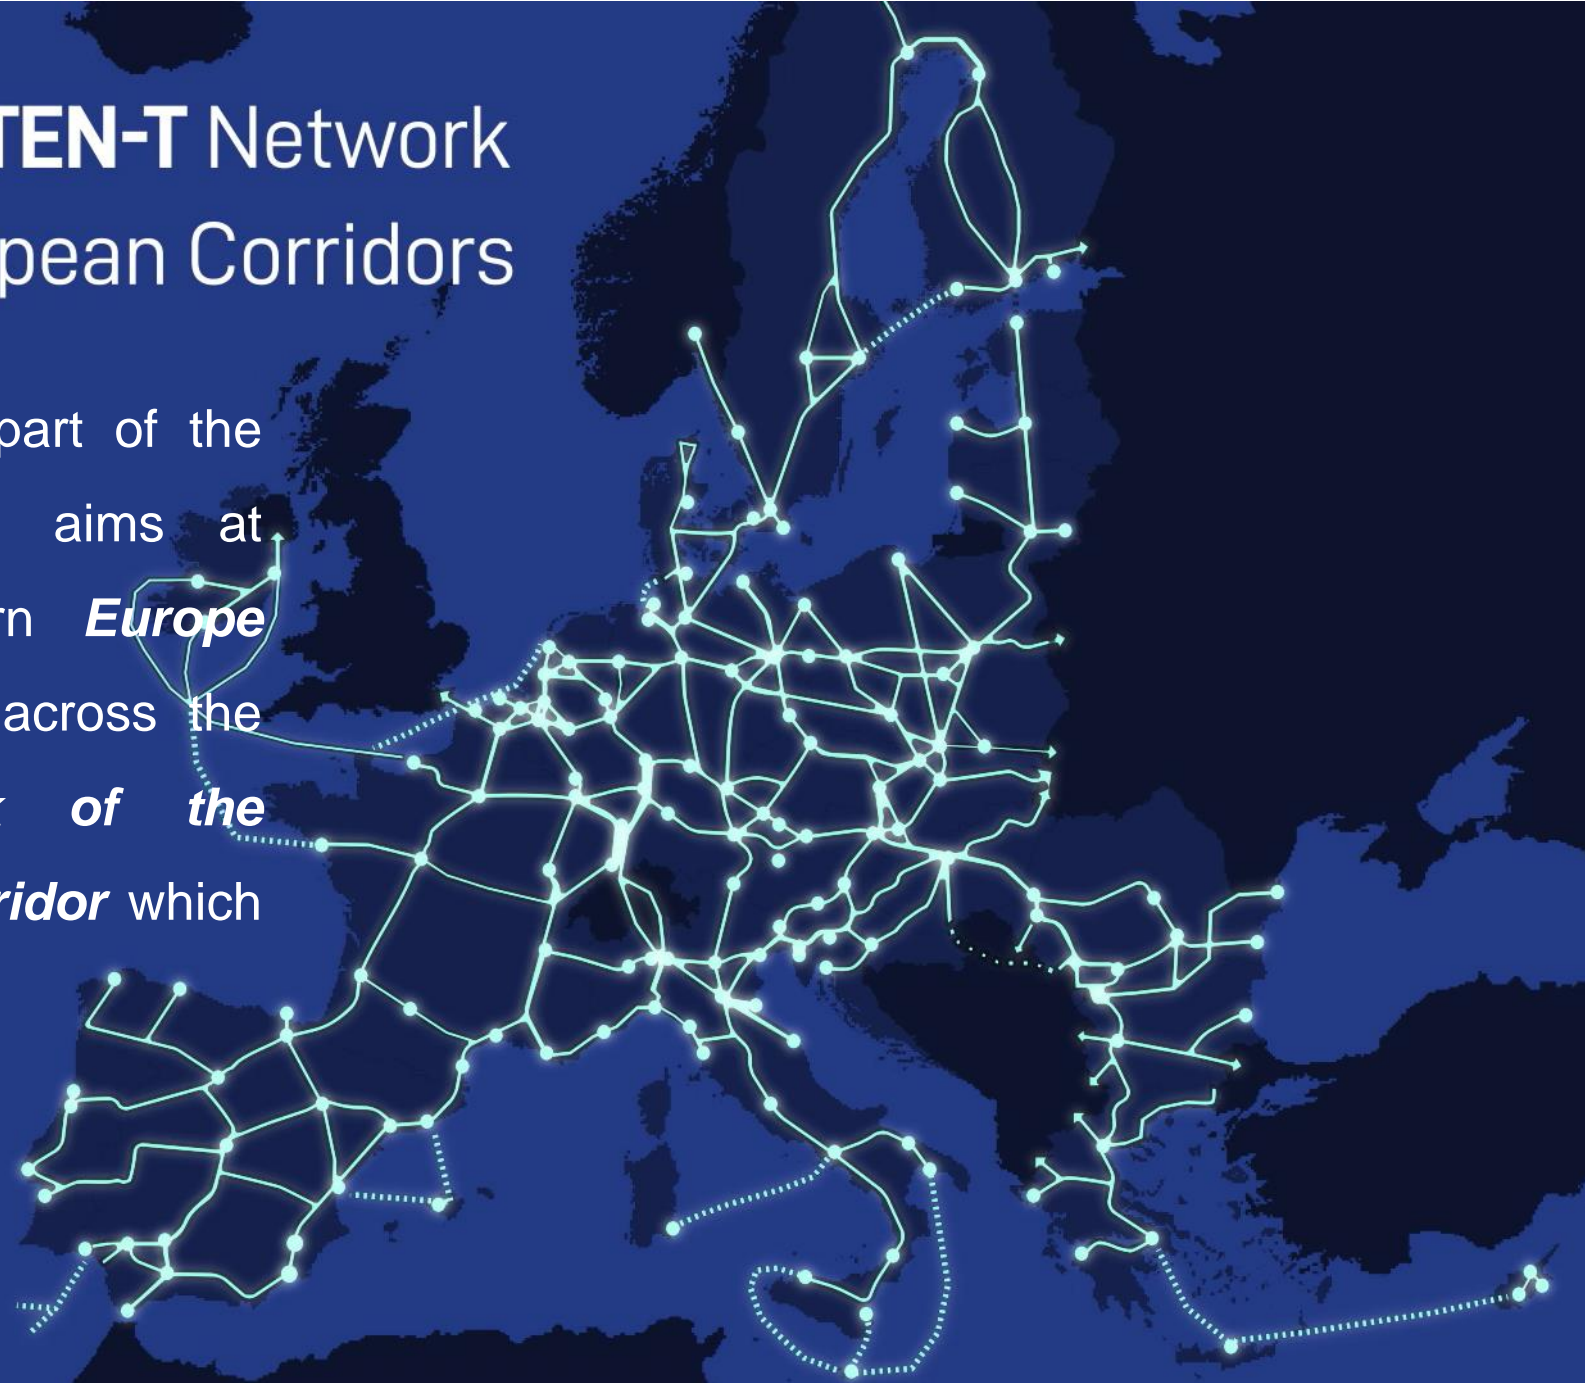 TEN-T Network
pean Corridors
part of the
aims at
rn Europe
across the
of the
ridor which